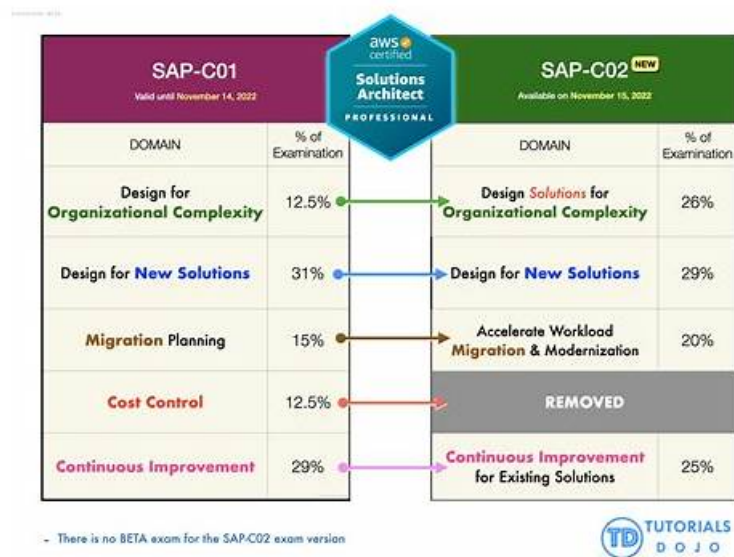 SAP-C01
Valid until November 14, 2022
aws
certified
Solutions
Architect
PROFESSIONAL
SAP-C02 NEW
Available on November 15, 2022
DOMAIN
% of
Examination
DOMAIN
% of
Examination
Design for
Organizational Complexity
12.5%
Design Solutions for
Organizational Complexity
26%
Design for New Solutions
31%
Design for New Solutions
29%
Migration Planning
15%
Accelerate Workload
Migration & Modernization
20%
Cost Control
12.5%
REMOVED
Continuous Improvement
29%
Continuous Improvement
for Existing Solutions
25%
- There is no BETA exam for the SAP-C02 exam version
TD
TUTORIALS
DOJO